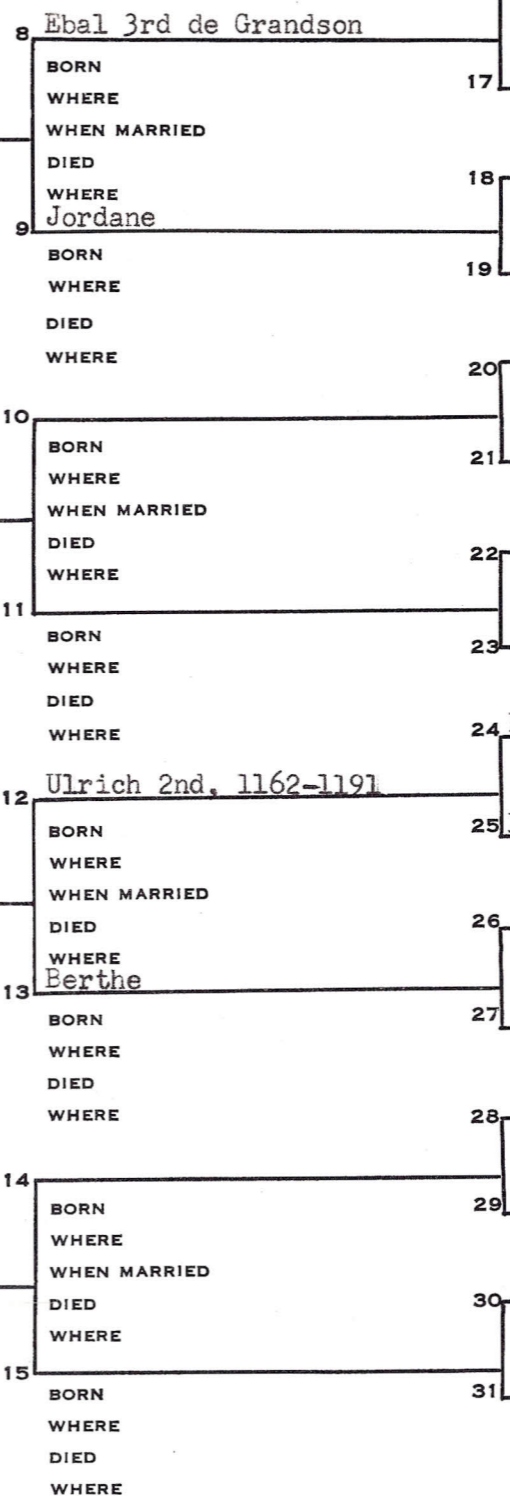 8 Ebal 3rd de Grandson
BORN
WHERE
17
WHEN MARRIED
DIED
18
WHERE
9 Jordane
BORN
19
WHERE
DIED
WHERE
20
10
BORN
21
WHERE
WHEN MARRIED
DIED
22
WHERE
11
BORN
23
WHERE
DIED
24
WHERE
12 Ulrich 2nd, 1162-1191
BORN
25
WHERE
WHEN MARRIED
26
DIED
WHERE
13 Berthe
BORN
27
WHERE
DIED
WHERE
28
14
BORN
29
WHERE
WHEN MARRIED
DIED
30
WHERE
15
BORN
31
WHERE
DIED
WHERE